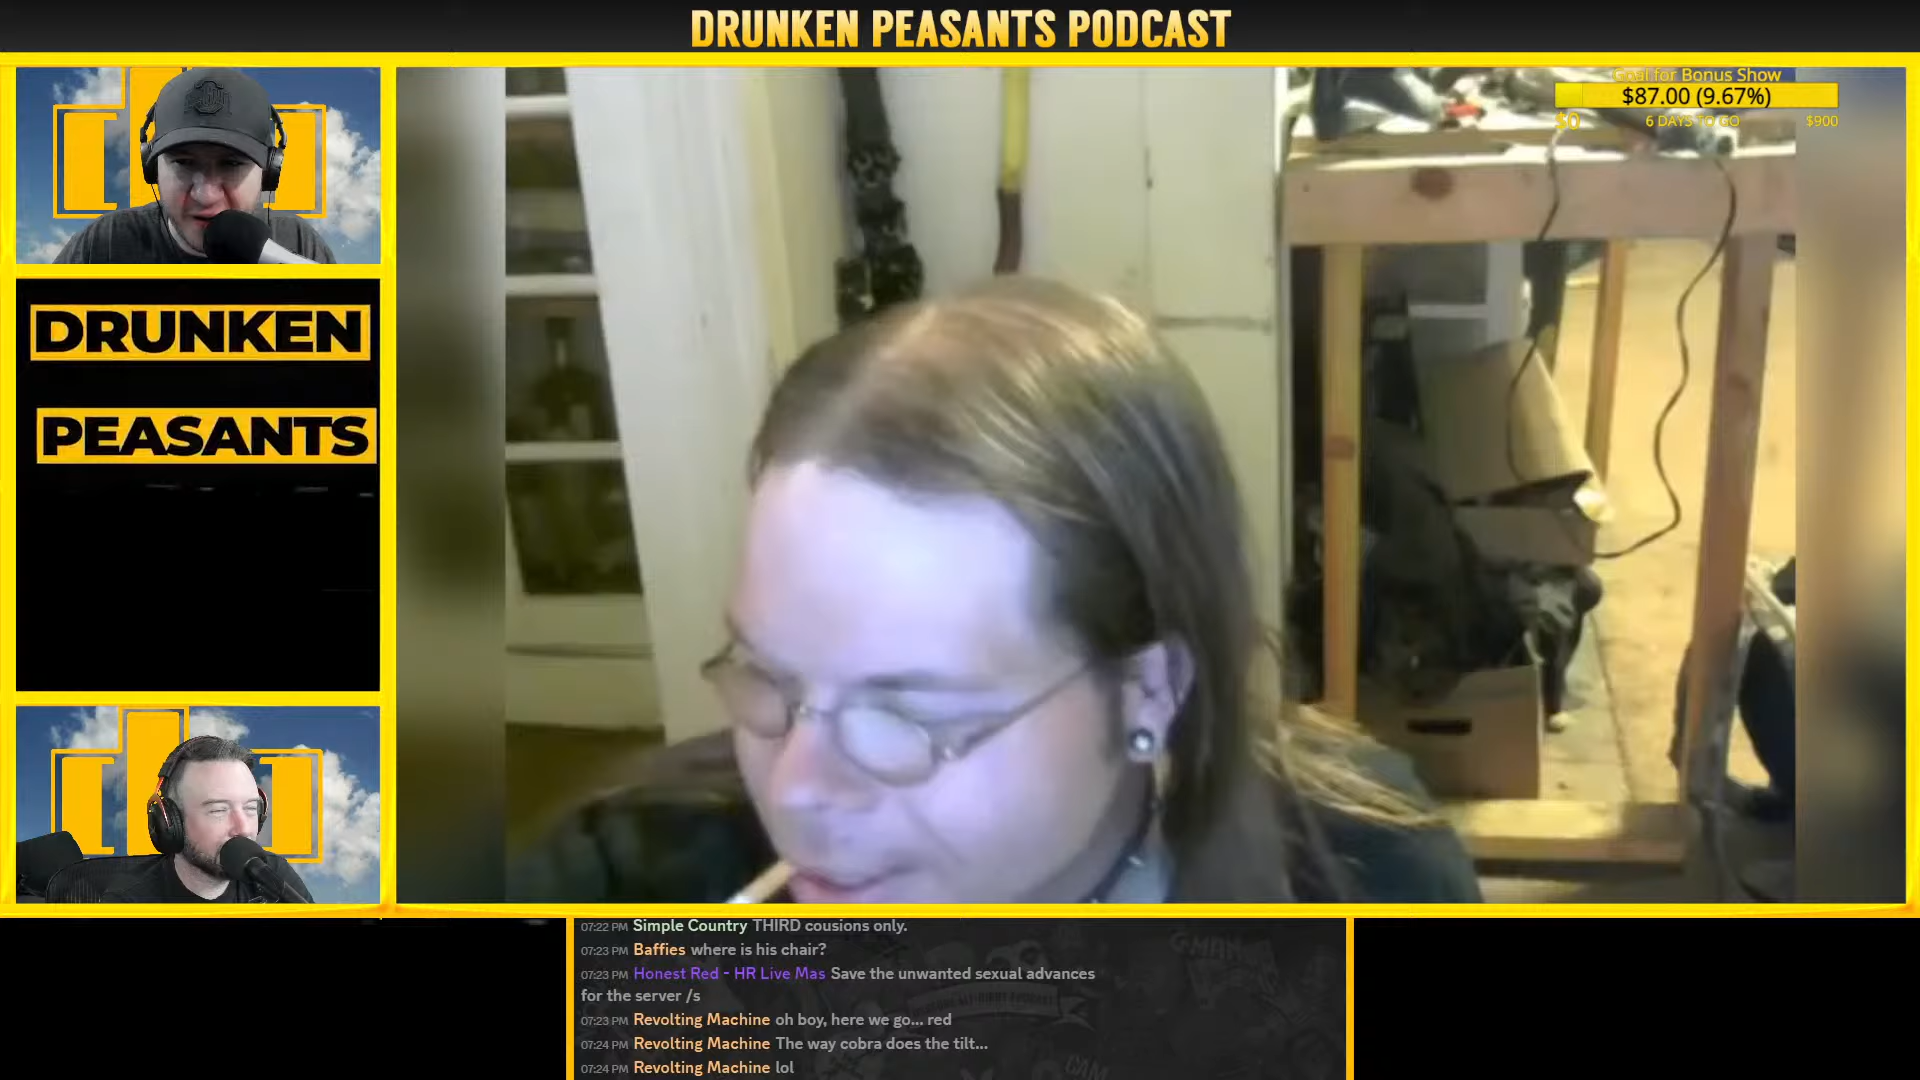 DRUNKEN PEASANTS PODCAST
Goal for Bonus Show
$87.00 (9.67%)
$0
6 DAYS TO GO
$900
DRUNKEN
PEASANTS
07:22 PM Simple Country THIRD cousions only.
07:23 PM Baffies where is his chair?
07:23 PM Honest Red - HR Live Mas Save the unwanted sexual advances
for the server /s
07:23 PM Revolting Machine oh boy, here we go... red
07:24 PM Revolting Machine The way cobra does the tilt...
07:24 PM Revolting Machine lol